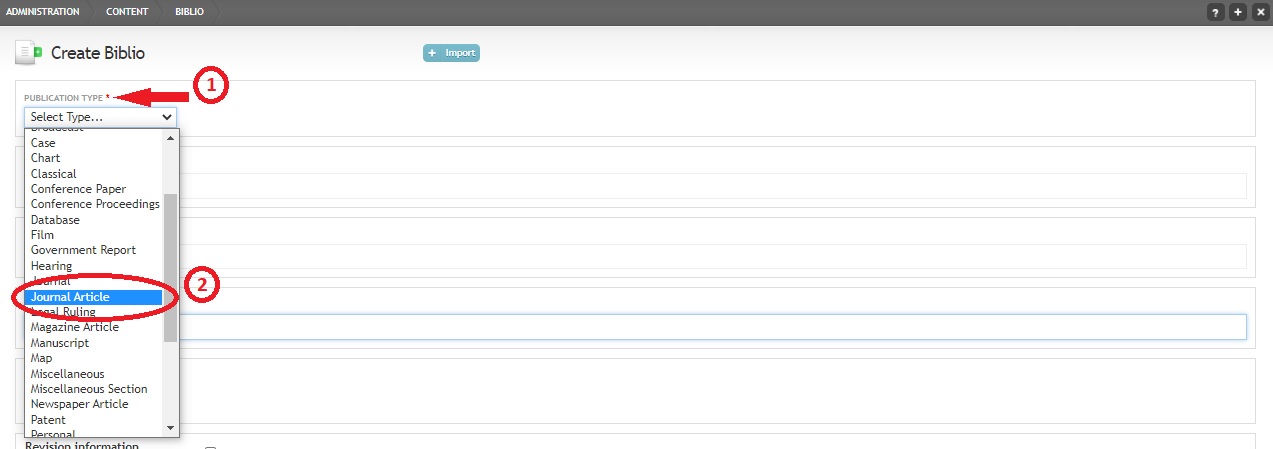 ADMINISTRATION CONTENT BIBLIO ? + ×
Create Biblio + Import
1
PUBLICATION TYPE *
Select Type...
Broadcast
Case
Chart
Classical
Conference Paper
Conference Proceedings
Database
Film
Government Report
Hearing
Journal
2
Journal Article
Legal Ruling
Magazine Article
Manuscript
Map
Miscellaneous
Miscellaneous Section
Newspaper Article
Patent
Personal
Revision information